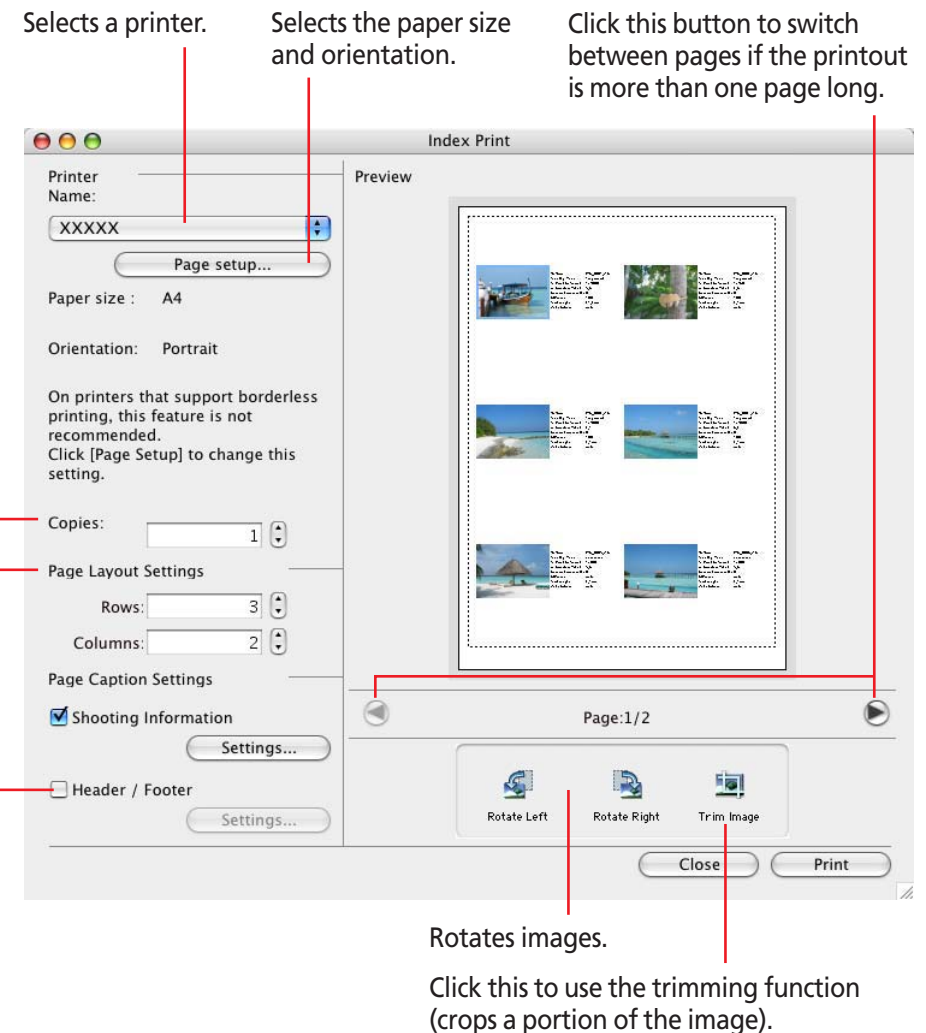 Selects a printer.
Selects the paper size
and orientation.
Click this button to switch
between pages if the printout
is more than one page long.
Index Print
Printer
Name:
XXXXX
Page setup...
Paper size : A4
Orientation: Portrait
On printers that support borderless
printing, this feature is not
recommended.
Click [Page Setup] to change this
setting.
Copies: 1
Page Layout Settings
Rows: 3
Columns: 2
Page Caption Settings
Shooting Information
Settings...
Header / Footer
Settings...
Preview
Page:1/2
Rotate Left
Rotate Right
Trim Image
Close
Print
Rotates images.
Click this to use the trimming function
(crops a portion of the image).